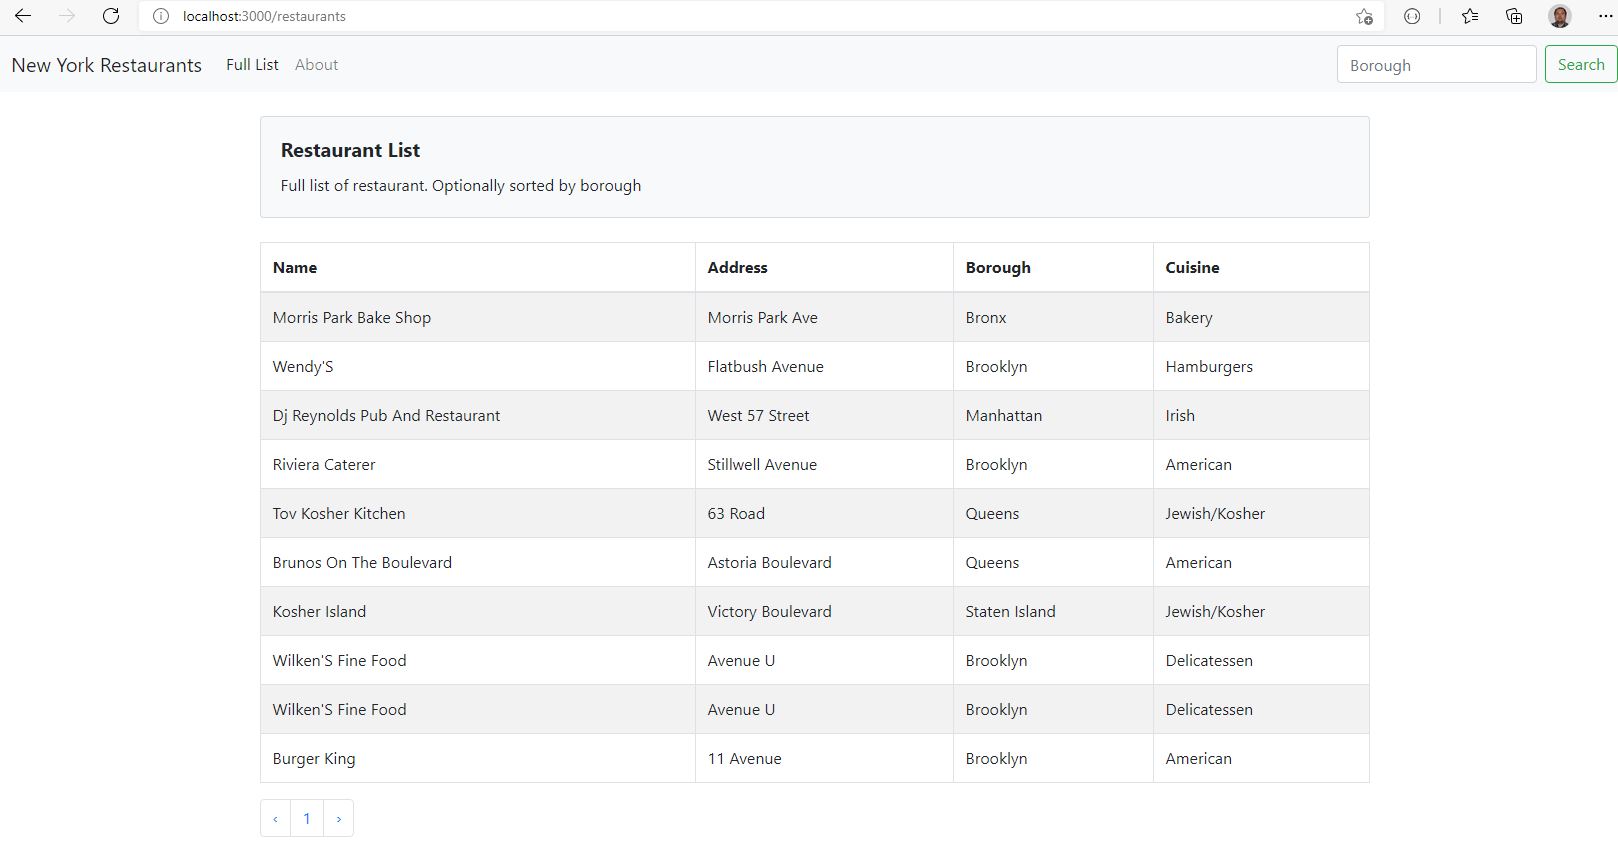 localhost:3000/restaurants
New York Restaurants Full List About Borough Search
Restaurant List
Full list of restaurant. Optionally sorted by borough
Name Address Borough Cuisine
Morris Park Bake Shop Morris Park Ave Bronx Bakery
Wendy'S Flatbush Avenue Brooklyn Hamburgers
Dj Reynolds Pub And Restaurant West 57 Street Manhattan Irish
Riviera Caterer Stillwell Avenue Brooklyn American
Tov Kosher Kitchen 63 Road Queens Jewish/Kosher
Brunos On The Boulevard Astoria Boulevard Queens American
Kosher Island Victory Boulevard Staten Island Jewish/Kosher
Wilken'S Fine Food Avenue U Brooklyn Delicatessen
Wilken'S Fine Food Avenue U Brooklyn Delicatessen
Burger King 11 Avenue Brooklyn American
‹ 1 ›